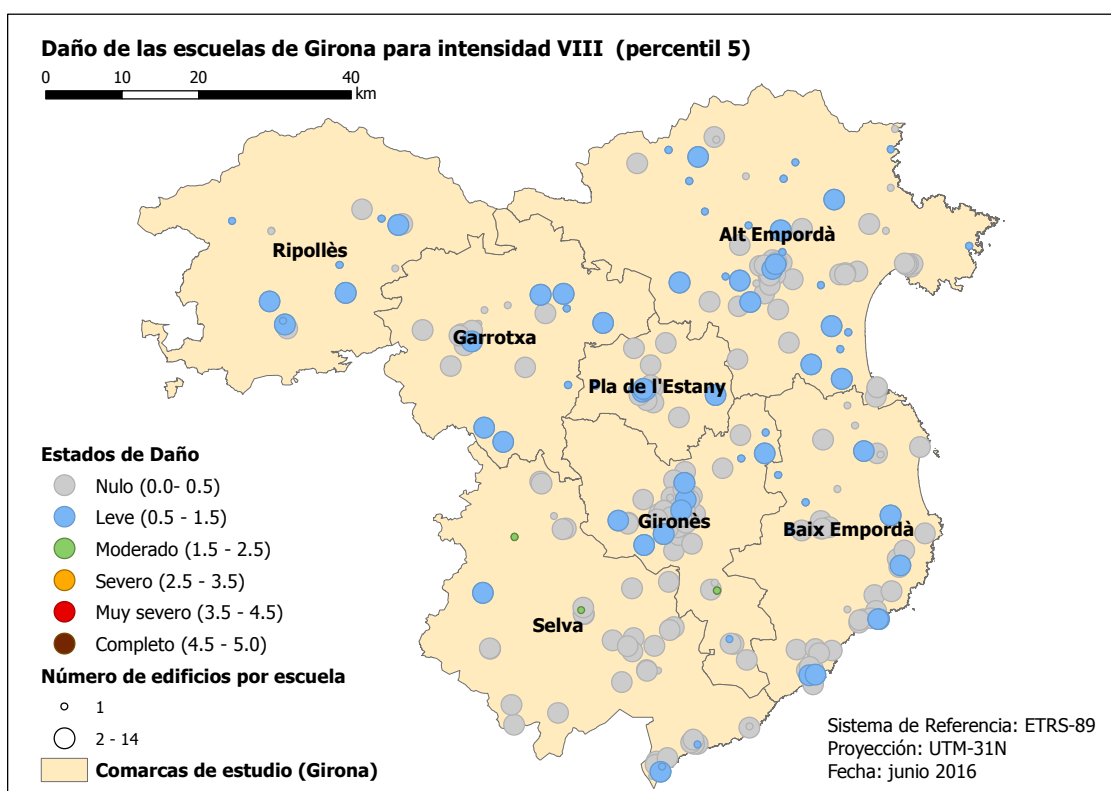 Daño de las escuelas de Girona para intensidad VIII (percentil 5)
0 10 20 40
km
Ripollès
Alt Empordà
Garrotxa
Pla de l'Estany
Gironès
Baix Empordà
Selva
Estados de Daño
Nulo (0.0- 0.5)
Leve (0.5 - 1.5)
Moderado (1.5 - 2.5)
Severo (2.5 - 3.5)
Muy severo (3.5 - 4.5)
Completo (4.5 - 5.0)
Número de edificios por escuela
1
2 - 14
Comarcas de estudio (Girona)
Sistema de Referencia: ETRS-89
Proyección: UTM-31N
Fecha: junio 2016